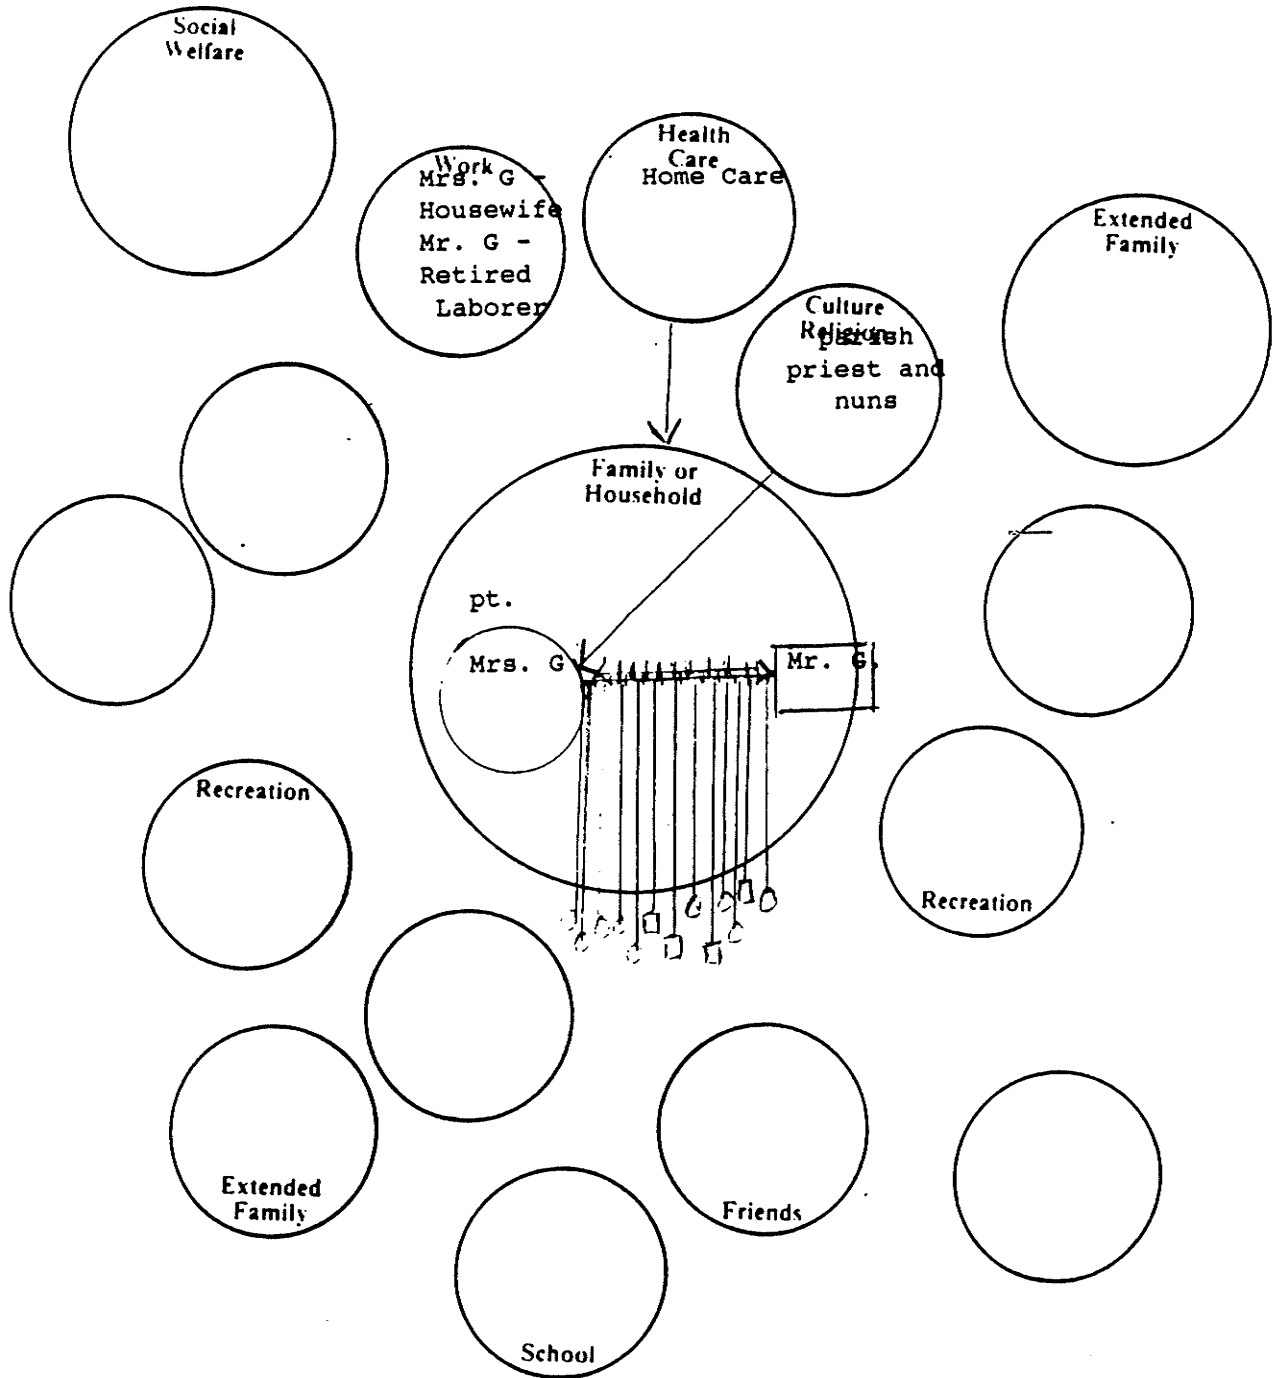 Social
Welfare
Work
Mrs. G -
Housewife
Mr. G -
Retired
Laborer
Health
Care
Home Care
Extended
Family
Culture
Religion
parish
priest and
nuns
Family or
Household
pt.
Mrs. G
Mr. G.
Recreation
Recreation
Extended
Family
Friends
School